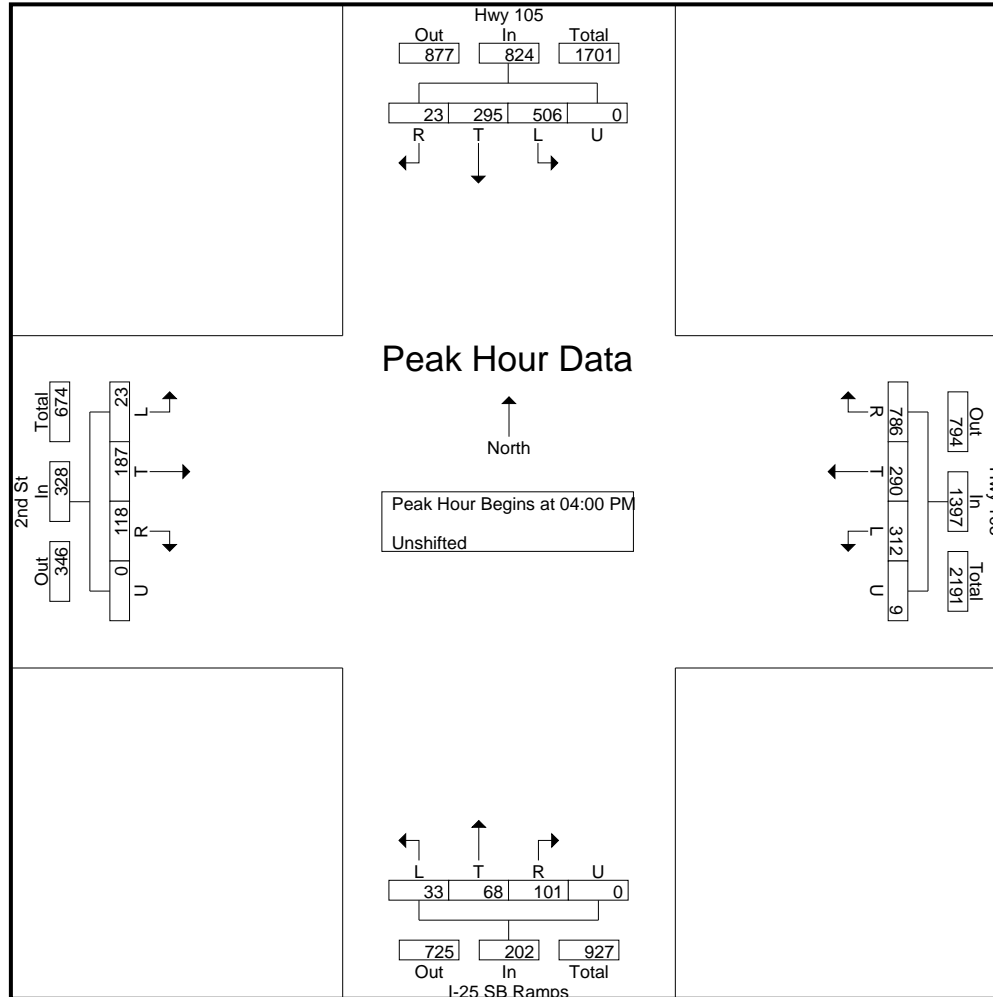 Hwy 105
Out In Total
877 824 1701
23 295 506 0
R T L U
Peak Hour Data
North
Peak Hour Begins at 04:00 PM
Unshifted
2nd St
Total In Out
674 328 346
23 187 118 0
L T R U
R T L U
786 290 312 9
Out In Total
794 1397 2191
L T R U
33 68 101 0
725 202 927
Out In Total
I-25 SB Ramps